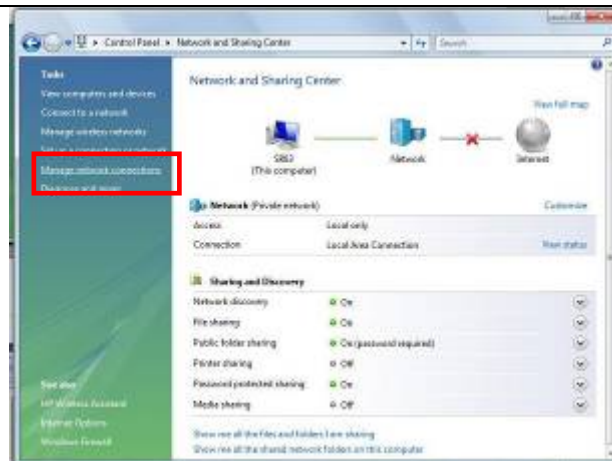 Control Panel ▸ Network and Sharing Center
Search
Tasks
View computers and devices
Connect to a network
Manage wireless networks
Set up a connection or network
Manage network connections
Diagnose and repair
See also
HP Wireless Assistant
Internet Options
Windows Firewall
Network and Sharing Center
View full map
(This computer)
Network
Internet
Network (Private network)
Customize
Access
Local only
Connection
Local Area Connection
View status
Sharing and Discovery
Network discovery
On
File sharing
On
Public folder sharing
On (password required)
Printer sharing
Off
Password protected sharing
On
Media sharing
Off
Show me all the files and folders I am sharing
Show me all the shared network folders on this computer